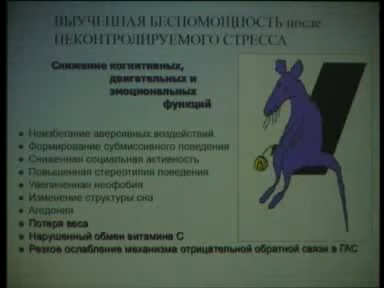 ВЫУЧЕННАЯ БЕСПОМОЩНОСТЬ после
НЕКОНТРОЛИРУЕМОГО СТРЕССА
Снижение когнитивных,
двигательных и
эмоциональных
функций
Неизбегание аверсивных воздействий
Формирование субмиссивного поведения
Сниженная социальная активность
Повышенная стереотипия поведения
Увеличенная неофобия
Изменение структуры сна
Агедония
Потеря веса
Нарушенный обмен витамина С
Резкое ослабление механизма отрицательной обратной связи в ГАС